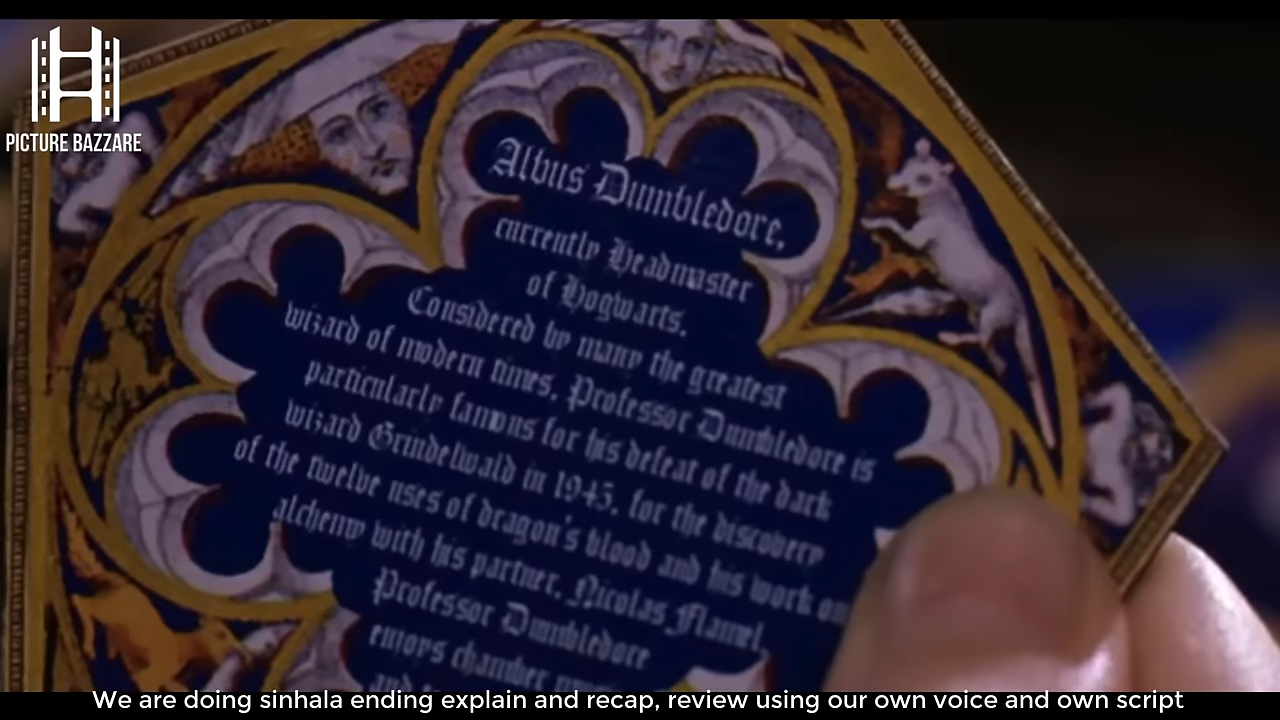 PICTURE BAZZARE
Albus Dumbledore,
currently Headmaster
of Hogwarts.
Considered by many the greatest
wizard of modern times, Professor Dumbledore is
particularly famous for his defeat of the dark
wizard Grindelwald in 1945, for the discovery
of the twelve uses of dragon's blood and his work on
alchemy with his partner, Nicolas Flamel.
Professor Dumbledore
enjoys chamber
and
We are doing sinhala ending explain and recap, review using our own voice and own script